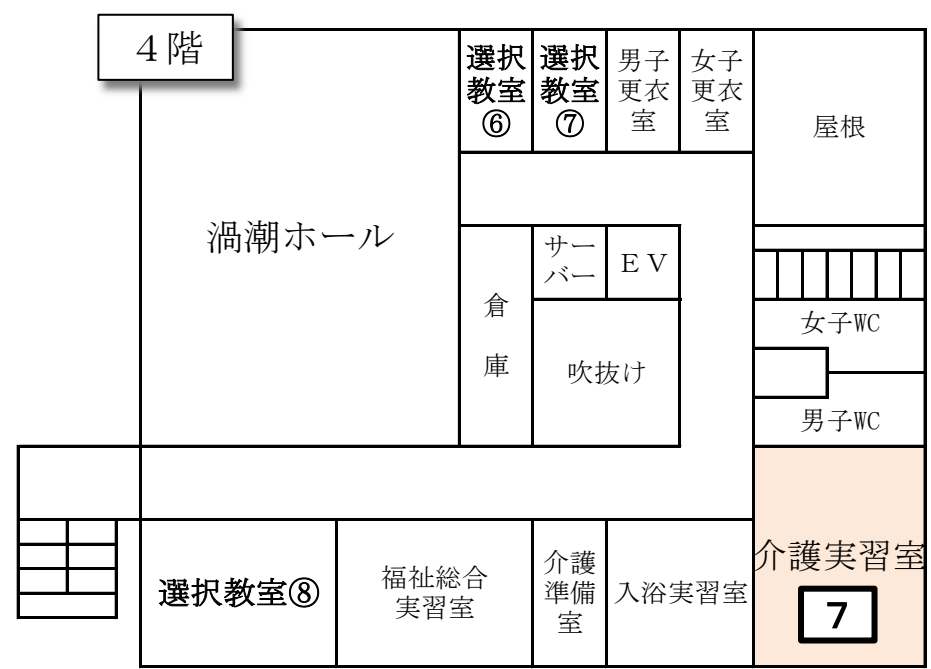 ４階
選択
教室
⑥
選択
教室
⑦
男子
更衣
室
女子
更衣
室
屋根
渦潮ホール
サー
バー
ＥＶ
倉
庫
吹抜け
女子WC
男子WC
選択教室⑧
福祉総合
実習室
介護
準備
室
入浴実習室
介護実習室
7